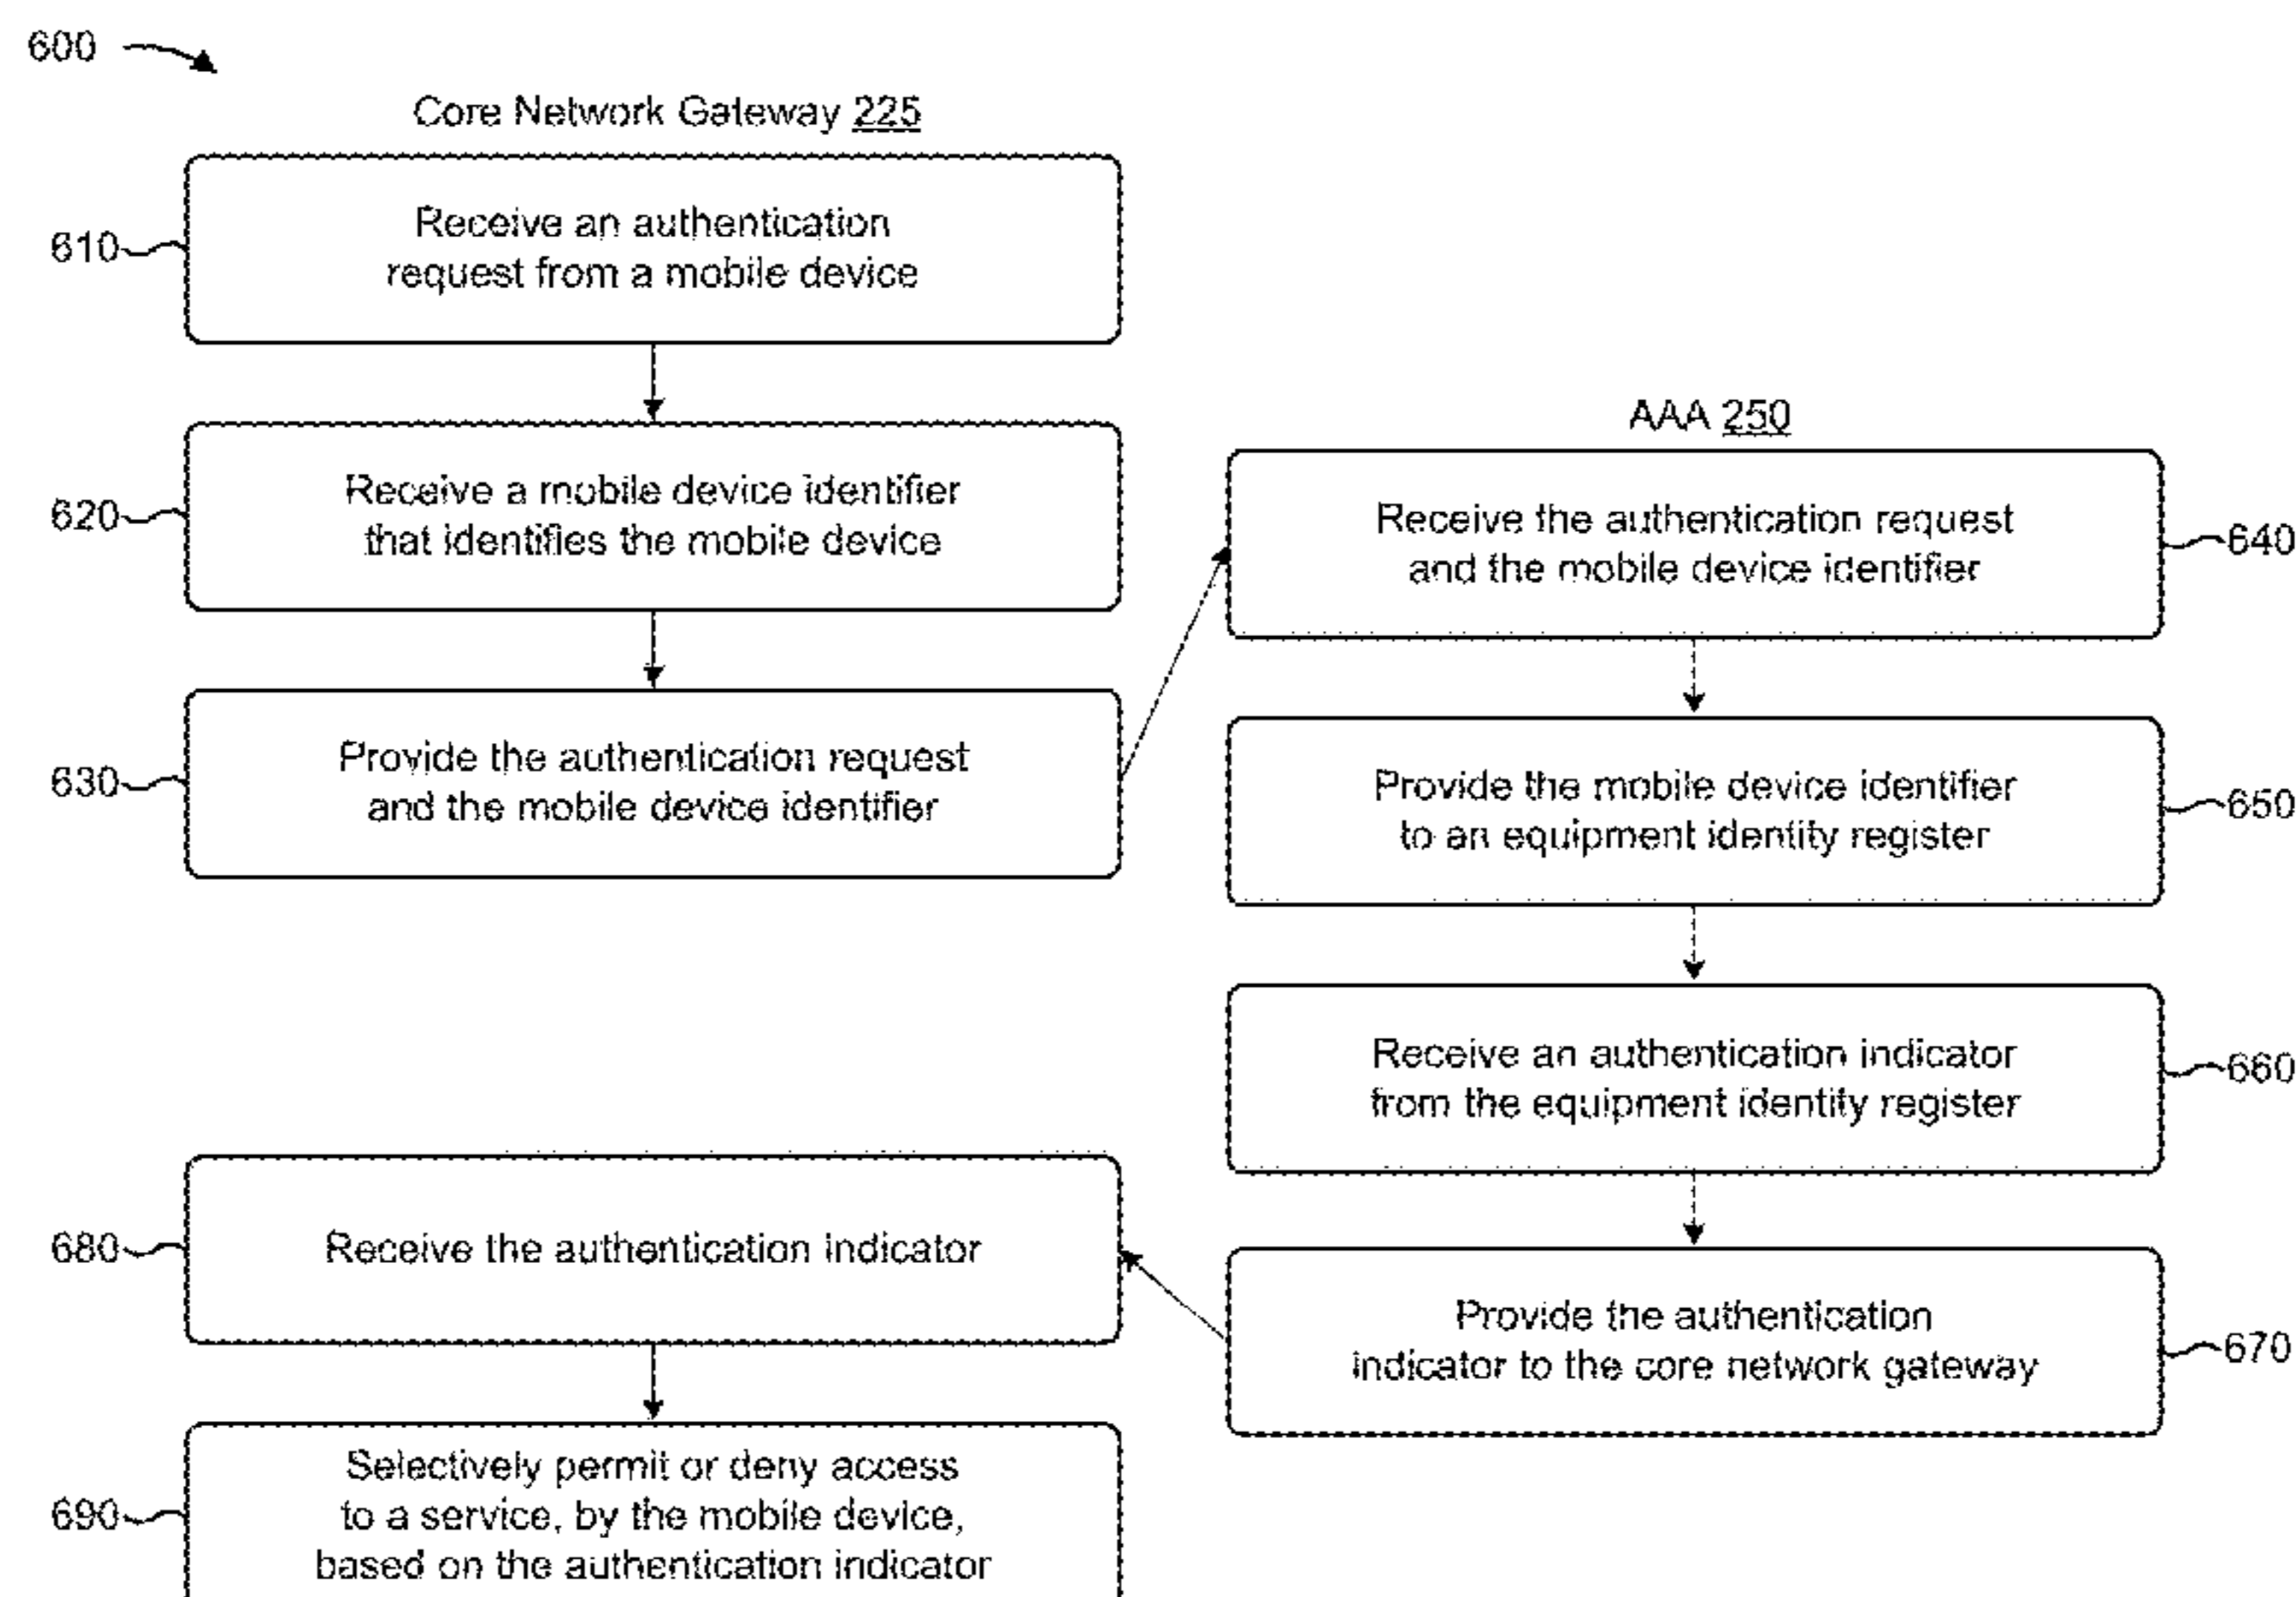 600
Core Network Gateway 225
610
Receive an authentication
request from a mobile device
620
Receive a mobile device identifier
that identifies the mobile device
630
Provide the authentication request
and the mobile device identifier
AAA 250
Receive the authentication request
and the mobile device identifier
640
Provide the mobile device identifier
to an equipment identity register
650
Receive an authentication indicator
from the equipment identity register
660
Provide the authentication
indicator to the core network gateway
670
680
Receive the authentication indicator
690
Selectively permit or deny access
to a service, by the mobile device,
based on the authentication indicator